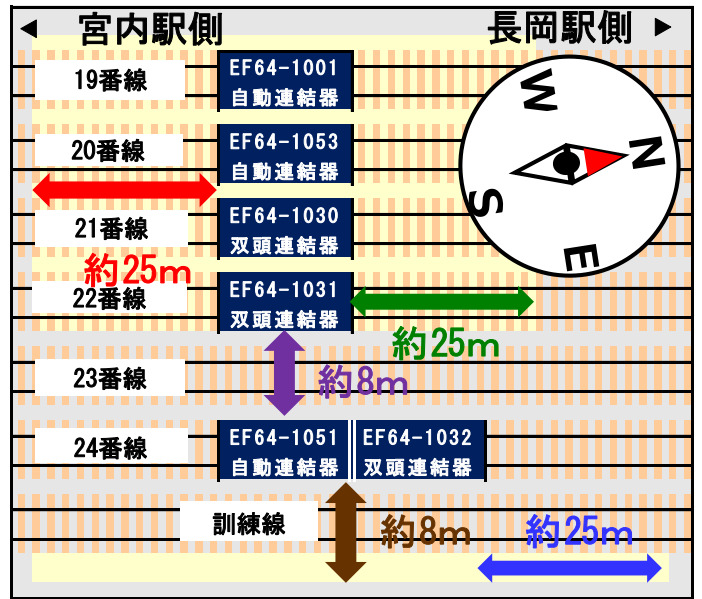 ◀ 宮内駅側
長岡駅側 ▶
19番線
EF64-1001
自動連結器
20番線
EF64-1053
自動連結器
W
N
S
E
21番線
EF64-1030
双頭連結器
約25m
22番線
EF64-1031
双頭連結器
約25m
23番線
約8m
24番線
EF64-1051
自動連結器
EF64-1032
双頭連結器
訓練線
約8m
約25m